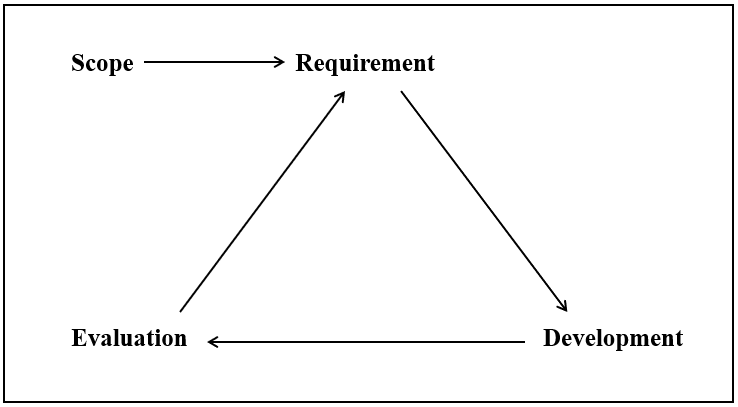 Scope Requirement
Evaluation Development